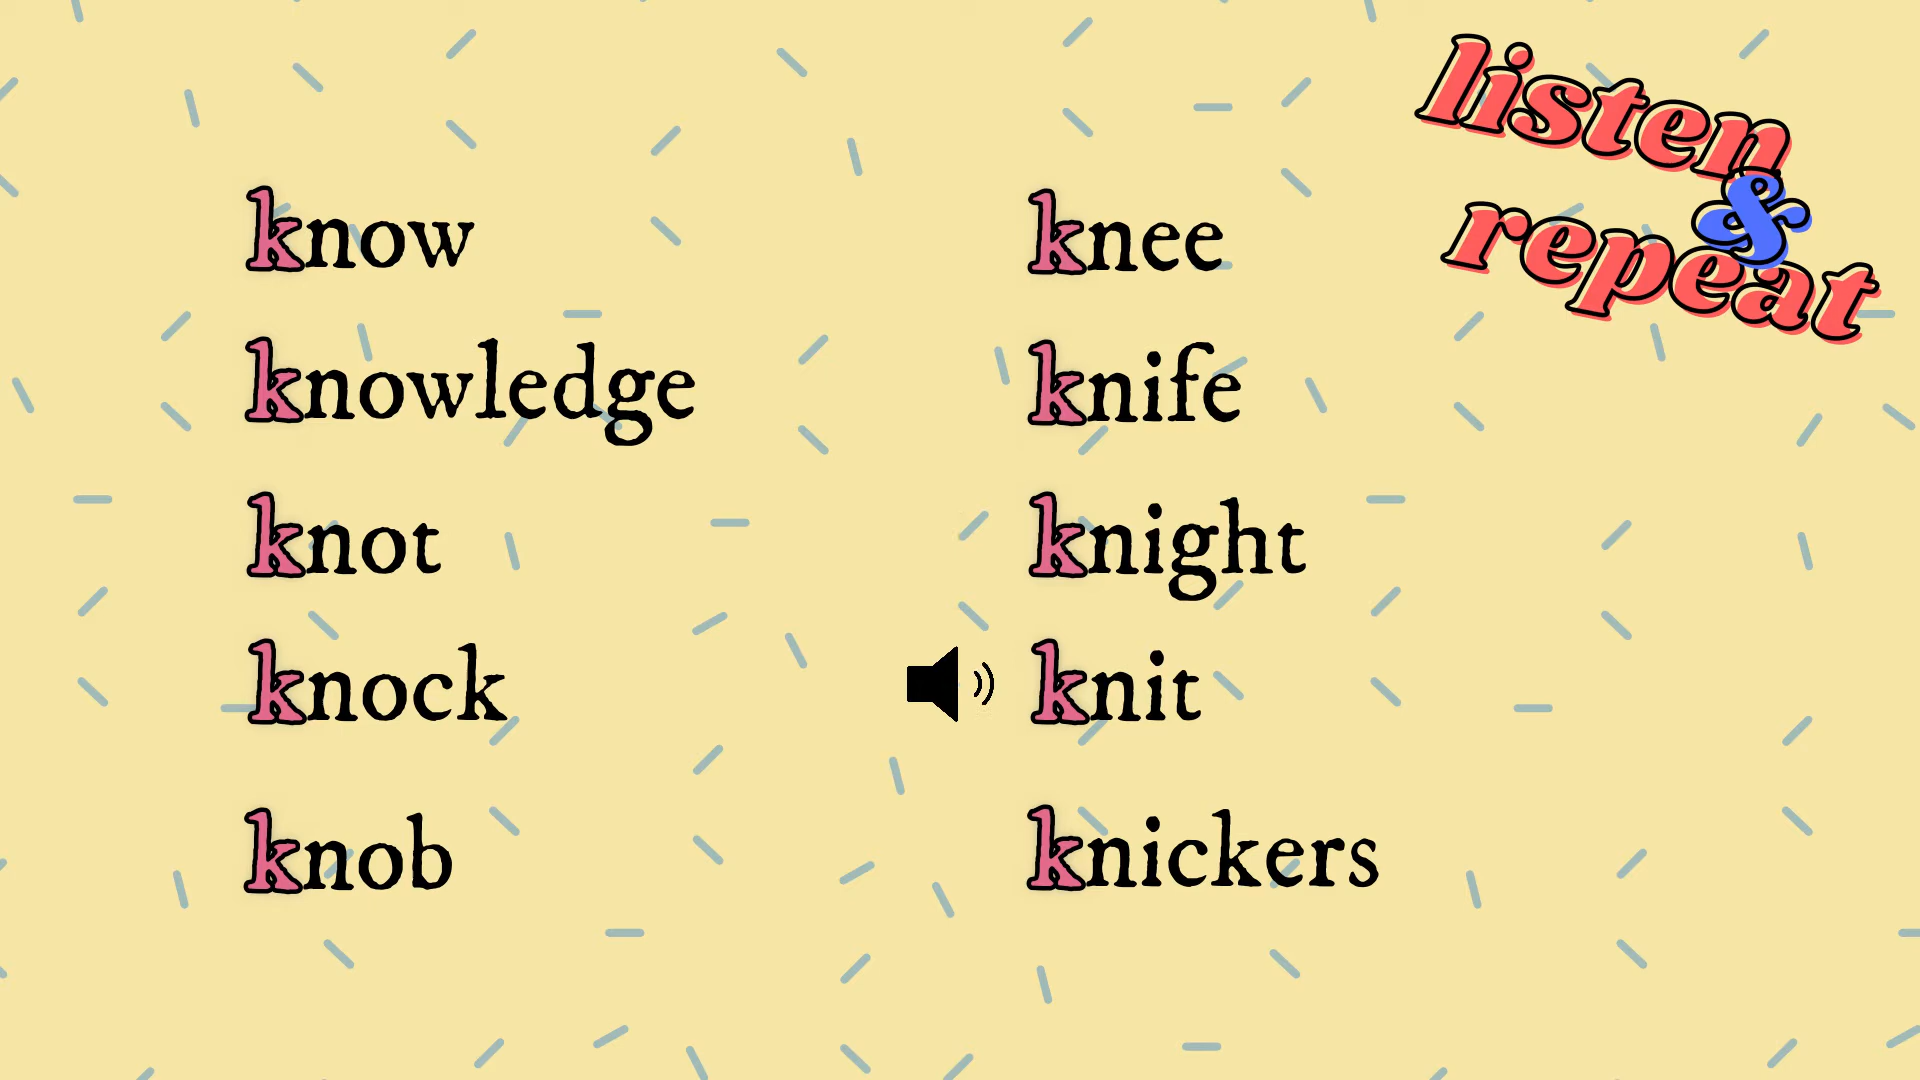 listen
&
repeat
know
knowledge
knot
knock
knob
knee
knife
knight
knit
knickers